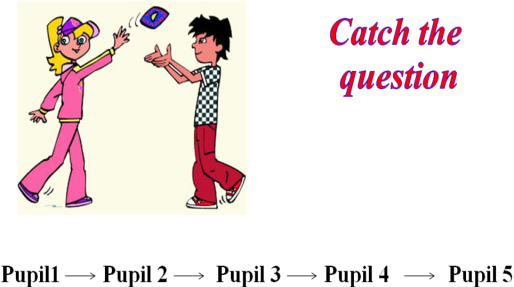 Catch the
question
Pupil1 → Pupil 2 → Pupil 3 → Pupil 4 → Pupil 5